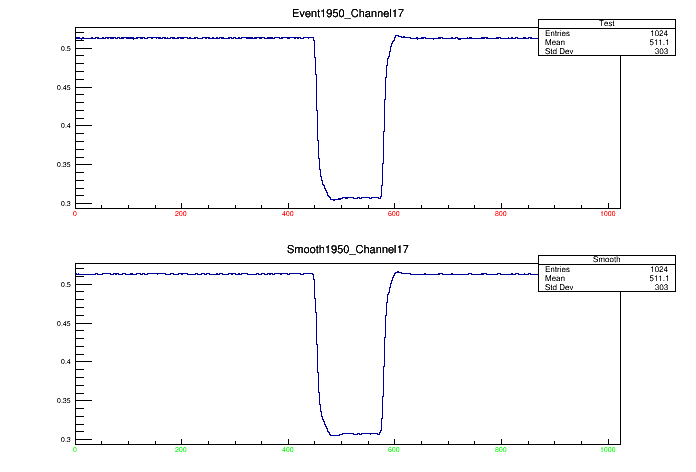 Event1950_Channel17
Test
Entries 1024
Mean 511.1
Std Dev 303
0.5
0.45
0.4
0.35
0.3
0 200 400 600 800 1000
Smooth1950_Channel17
Smooth
Entries 1024
Mean 511.1
Std Dev 303
0.5
0.45
0.4
0.35
0.3
0 200 400 600 800 1000